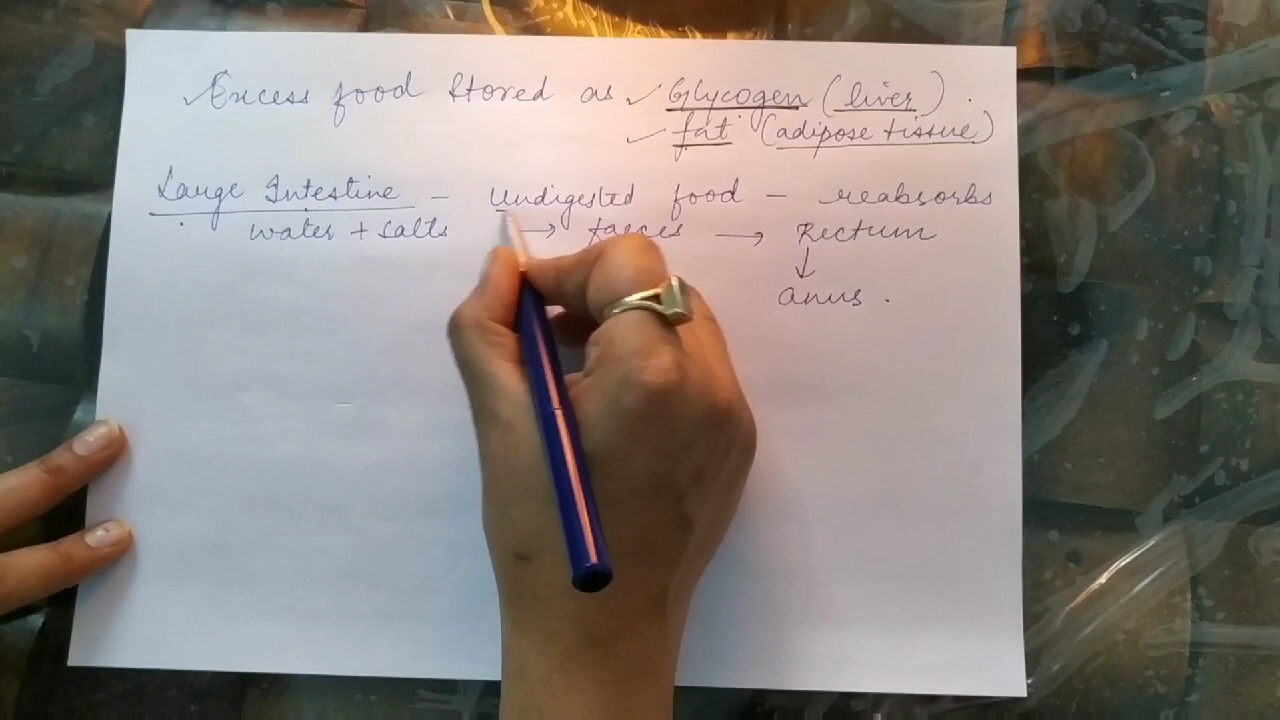 ✓Excess food Stored as ✓ Glycogen (liver).
✓ fat (adipose tissue)
Large Intestine - Undigested food - reabsorbs
water + salts → faeces → Rectum
↓
anus.